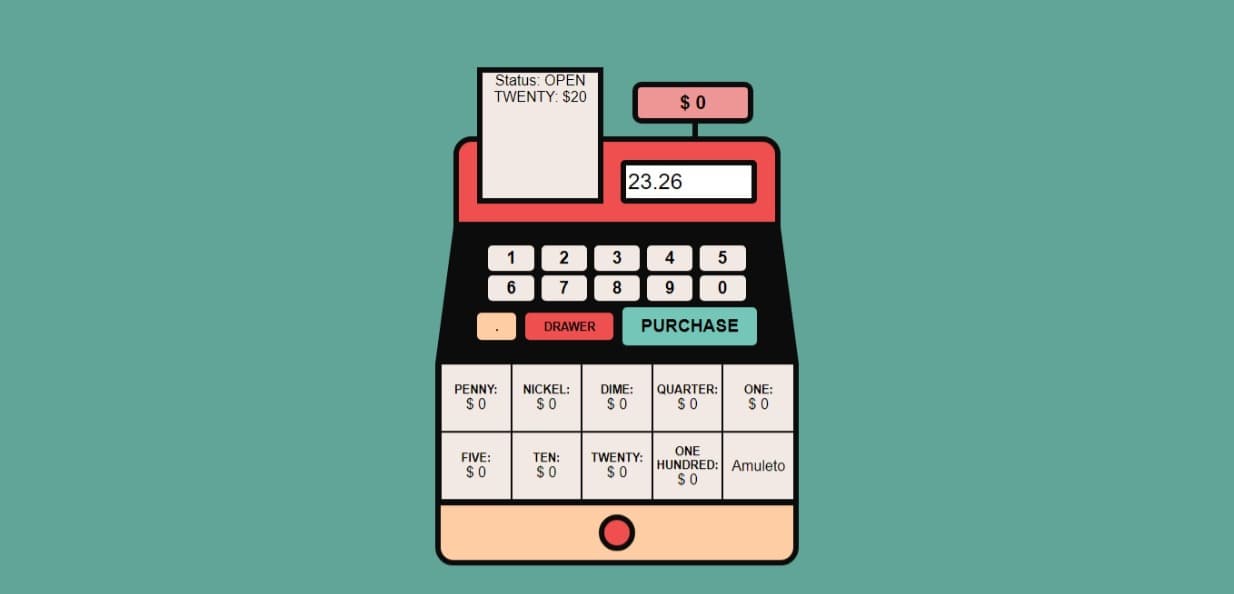 Status: OPEN
TWENTY: $20
$ 0
23.26
1 2 3 4 5
6 7 8 9 0
. DRAWER PURCHASE
PENNY:
$ 0
NICKEL:
$ 0
DIME:
$ 0
QUARTER:
$ 0
ONE:
$ 0
FIVE:
$ 0
TEN:
$ 0
TWENTY:
$ 0
ONE
HUNDRED:
$ 0
Amuleto